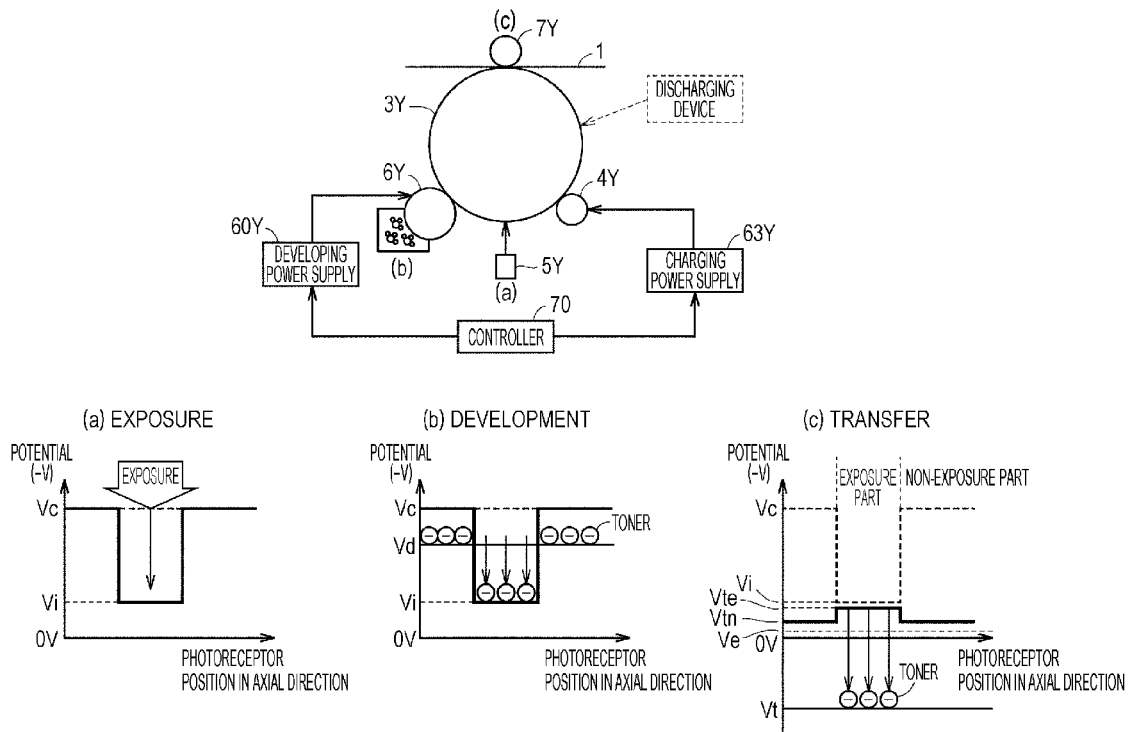 (c)
7Y
1
3Y
DISCHARGING
DEVICE
6Y
4Y
60Y
63Y
DEVELOPING
POWER SUPPLY
(b)
5Y
(a)
CHARGING
POWER SUPPLY
70
CONTROLLER
(a) EXPOSURE
POTENTIAL
(–V)
EXPOSURE
Vc
Vi
0V
PHOTORECEPTOR
POSITION IN AXIAL DIRECTION
(b) DEVELOPMENT
POTENTIAL
(–V)
Vc
TONER
Vd
Vi
0V
PHOTORECEPTOR
POSITION IN AXIAL DIRECTION
(c) TRANSFER
POTENTIAL
(–V)
EXPOSURE
PART
NON-EXPOSURE PART
Vc
Vi
Vte
Vtn
Ve
0V
PHOTORECEPTOR
POSITION IN AXIAL DIRECTION
TONER
Vt